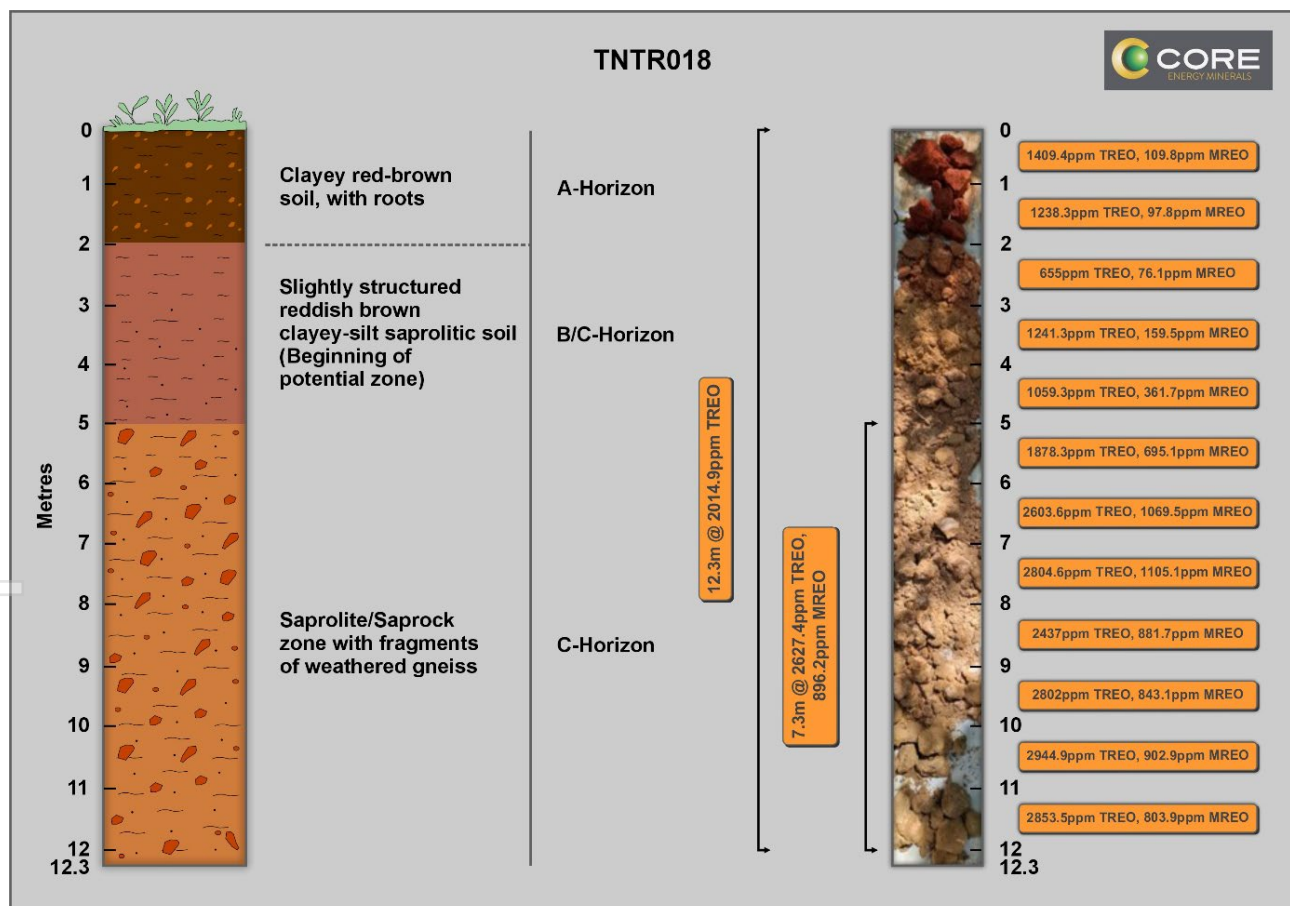 TNTR018
CORE
ENERGY MINERALS
Metres
0
1
2
3
4
5
6
7
8
9
10
11
12
12.3
Clayey red-brown
soil, with roots
Slightly structured
reddish brown
clayey-silt saprolitic soil
(Beginning of
potential zone)
Saprolite/Saprock
zone with fragments
of weathered gneiss
A-Horizon
B/C-Horizon
C-Horizon
12.3m @ 2014.9ppm TREO
7.3m @ 2627.4ppm TREO,
896.2ppm MREO
0
1
2
3
4
5
6
7
8
9
10
11
12
12.3
1409.4ppm TREO, 109.8ppm MREO
1238.3ppm TREO, 97.8ppm MREO
655ppm TREO, 76.1ppm MREO
1241.3ppm TREO, 159.5ppm MREO
1059.3ppm TREO, 361.7ppm MREO
1878.3ppm TREO, 695.1ppm MREO
2603.6ppm TREO, 1069.5ppm MREO
2804.6ppm TREO, 1105.1ppm MREO
2437ppm TREO, 881.7ppm MREO
2802ppm TREO, 843.1ppm MREO
2944.9ppm TREO, 902.9ppm MREO
2853.5ppm TREO, 803.9ppm MREO